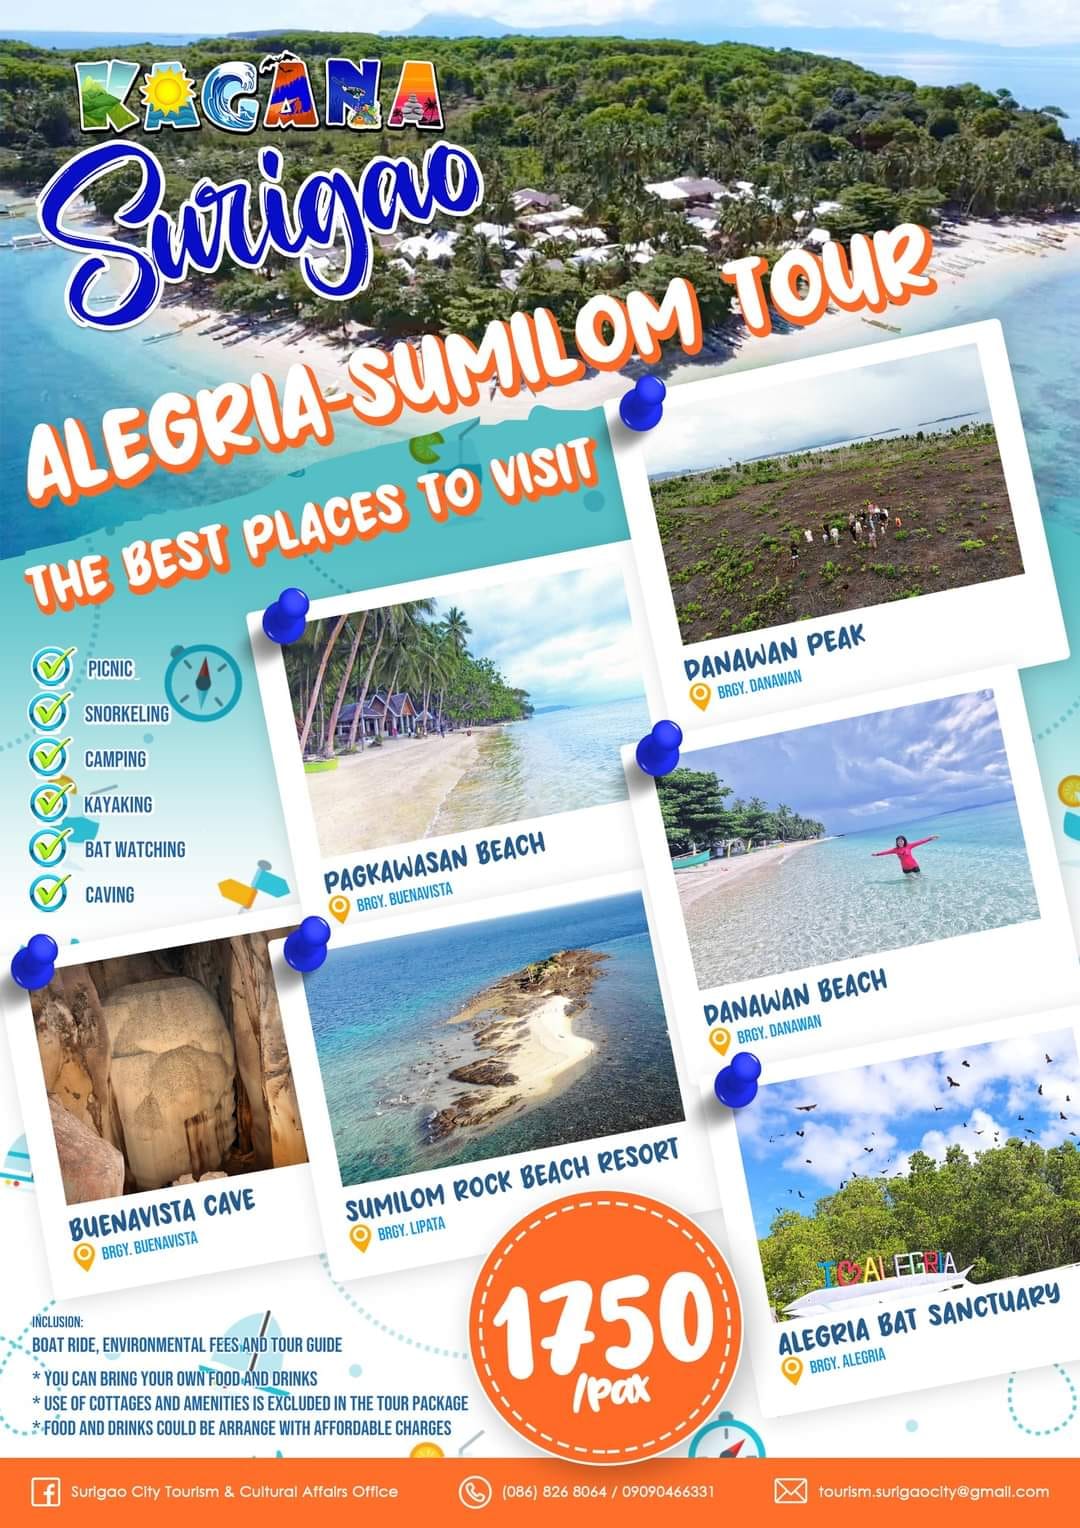 KAGANA
Surigao
ALEGRIA-SUMILOM TOUR
THE BEST PLACES TO VISIT
PICNIC
SNORKELING
CAMPING
KAYAKING
BAT WATCHING
CAVING
DANAWAN PEAK
BRGY. DANAWAN
PAGKAWASAN BEACH
BRGY. BUENAVISTA
DANAWAN BEACH
BRGY. DANAWAN
BUENAVISTA CAVE
BRGY. BUENAVISTA
SUMILOM ROCK BEACH RESORT
BRGY. LIPATA
I ❤ ALEGRIA
ALEGRIA BAT SANCTUARY
BRGY. ALEGRIA
1750
/pax
INCLUSION:
BOAT RIDE, ENVIRONMENTAL FEES AND TOUR GUIDE
* YOU CAN BRING YOUR OWN FOOD AND DRINKS
* USE OF COTTAGES AND AMENITIES IS EXCLUDED IN THE TOUR PACKAGE
* FOOD AND DRINKS COULD BE ARRANGE WITH AFFORDABLE CHARGES
Surigao City Tourism & Cultural Affairs Office
(086) 826 8064 / 09090466331
tourism.surigaocity@gmail.com